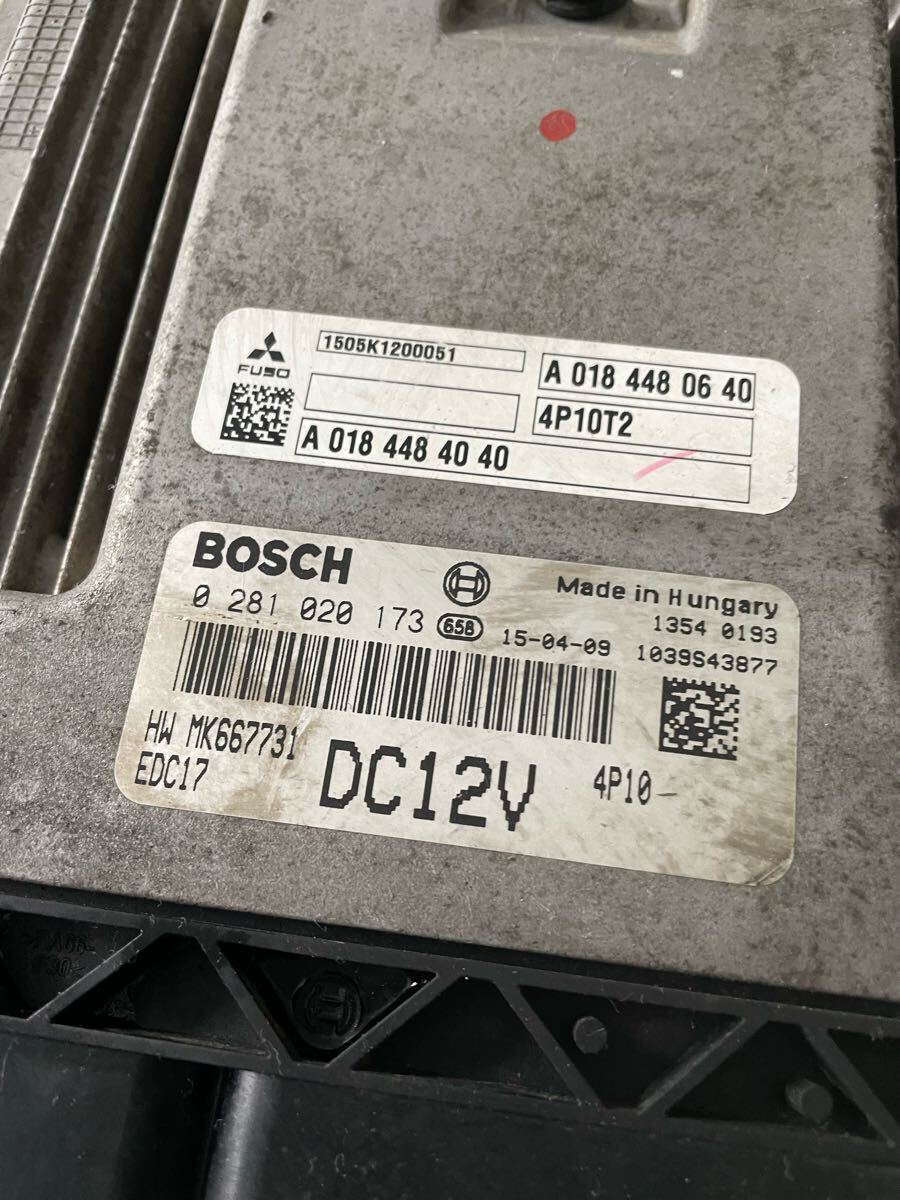 1505K1200051
A 018 448 06 40
FUSO
4P10T2
A 018 448 40 40
BOSCH
Made in Hungary
0 281 020 173 658 15-04-09
1354 0193
1039S43877
HW MK667731
EDC17
DC12V
4P10-